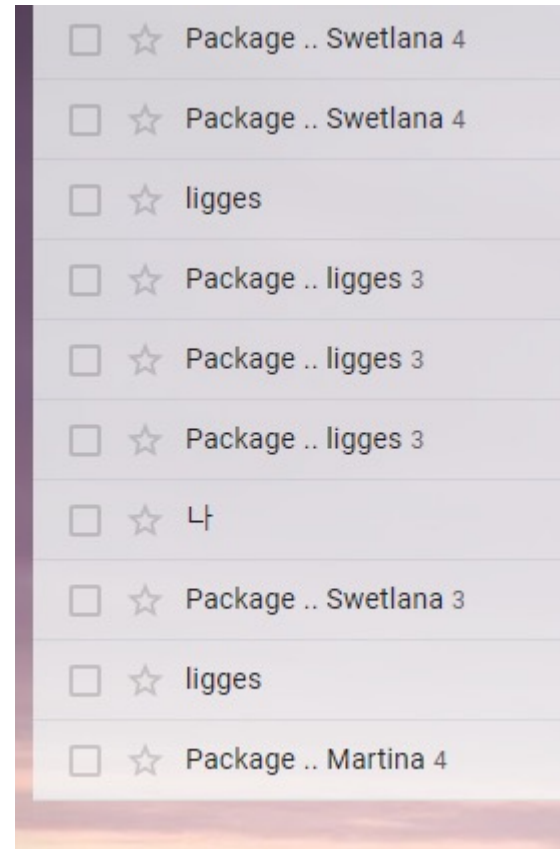 Package .. Swetlana 4
Package .. Swetlana 4
ligges
Package .. ligges 3
Package .. ligges 3
Package .. ligges 3
나
Package .. Swetlana 3
ligges
Package .. Martina 4